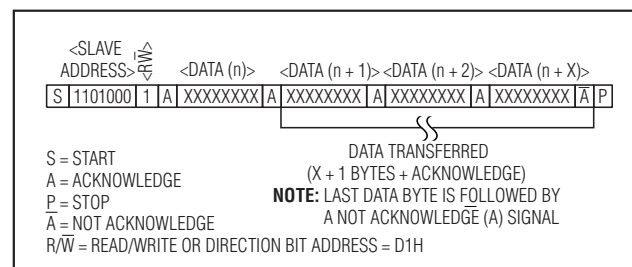 <SLAVE
ADDRESS> <RW̅> <DATA (n)> <DATA (n + 1)> <DATA (n + 2)> <DATA (n + X)>
S 1101000 1 A XXXXXXXX A XXXXXXXX A XXXXXXXX A XXXXXXXX A̅ P
S = START
A = ACKNOWLEDGE
P = STOP
A̅ = NOT ACKNOWLEDGE
R/W̅ = READ/WRITE OR DIRECTION BIT ADDRESS = D1H
DATA TRANSFERRED
(X + 1 BYTES + ACKNOWLEDGE)
NOTE: LAST DATA BYTE IS FOLLOWED BY
A NOT ACKNOWLEDGE (A̅) SIGNAL